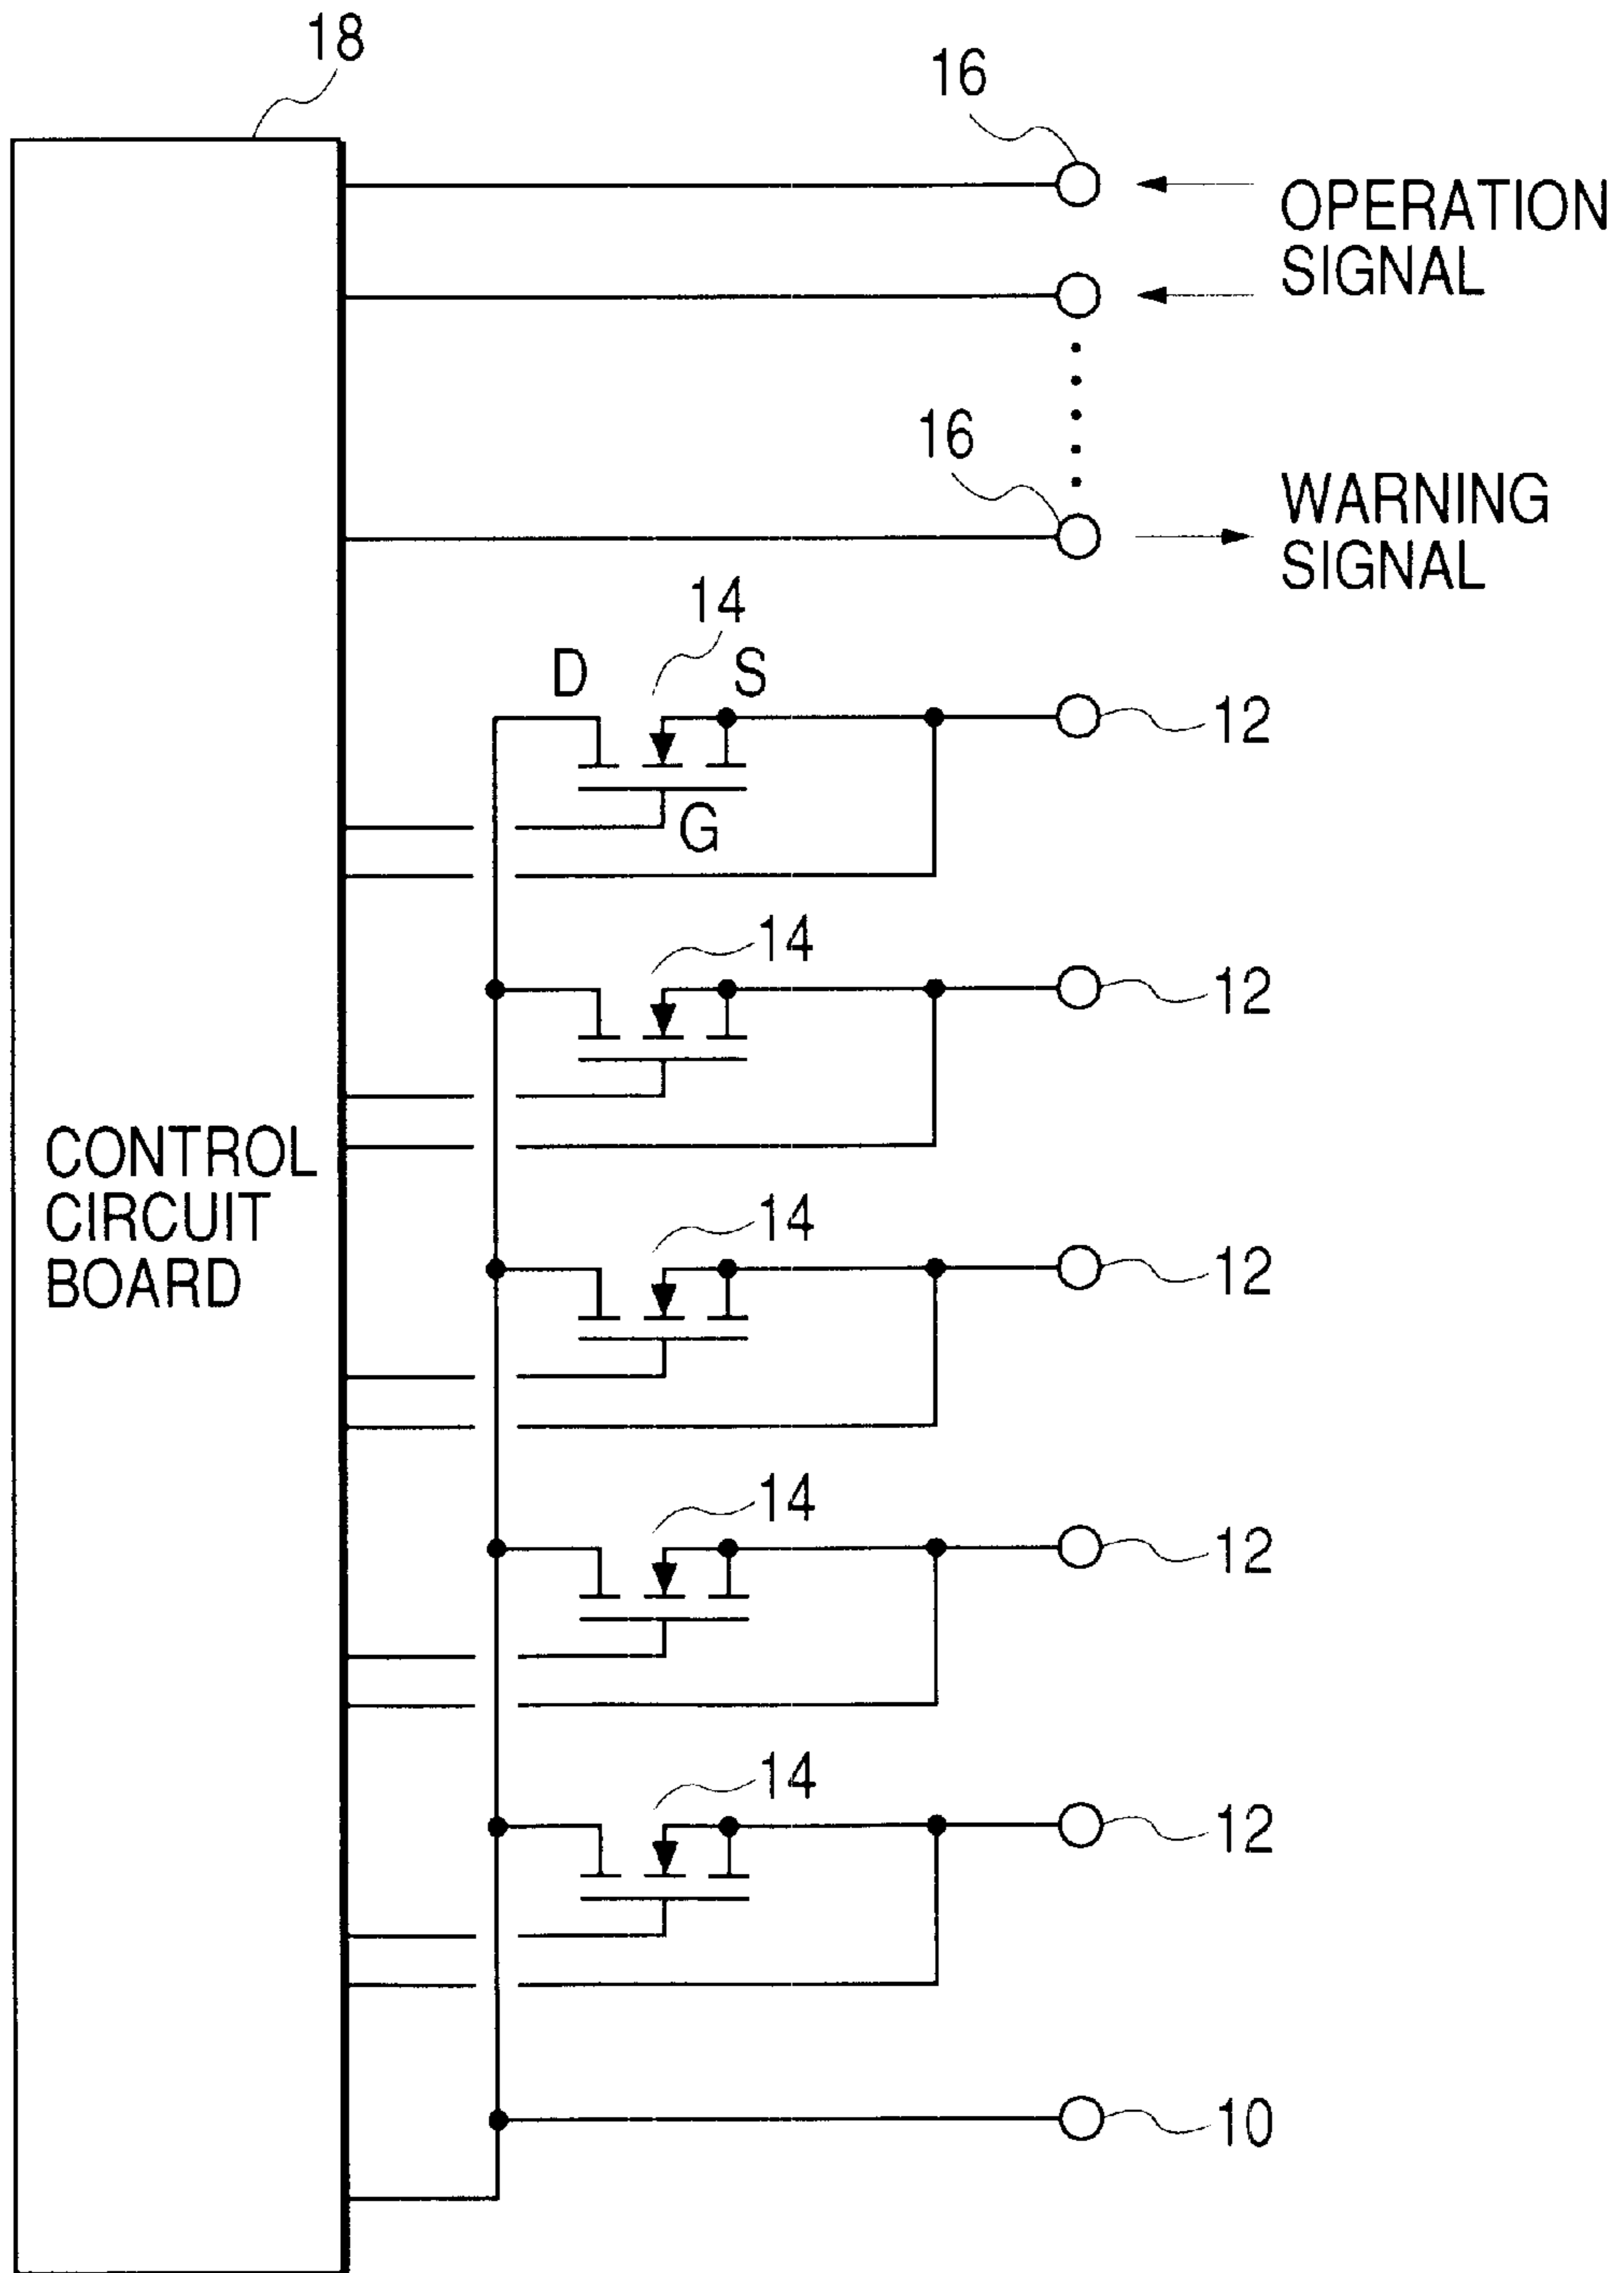 18
16
OPERATION
SIGNAL
16
WARNING
SIGNAL
14
D
S
12
G
14
12
CONTROL
CIRCUIT
BOARD
14
12
14
12
14
12
10